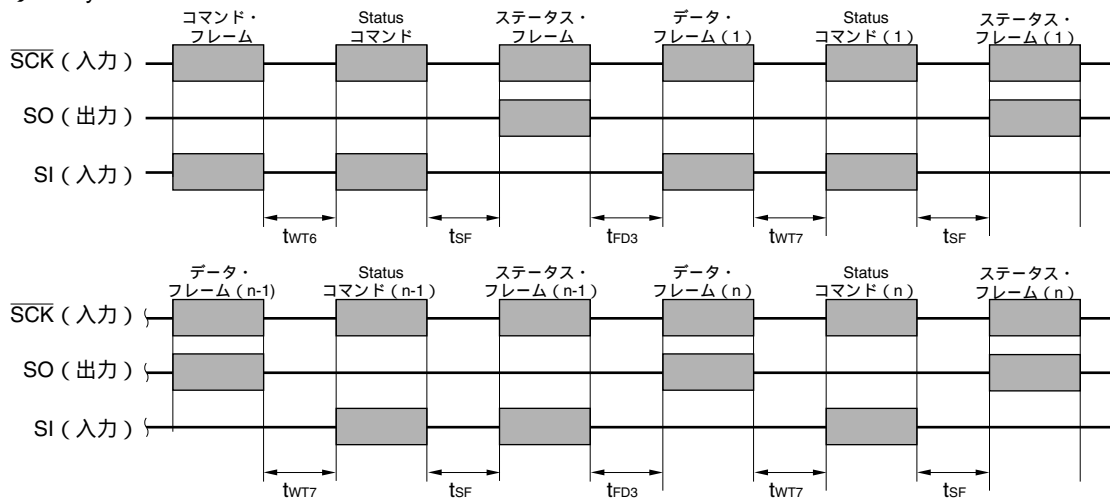 コマンド・ Status ステータス・ データ・ Status ステータス・
フレーム コマンド フレーム フレーム(1) コマンド(1) フレーム(1)
SCK(入力)
SO(出力)
SI(入力)
tWT6 tSF tFD3 tWT7 tSF
データ・ Status ステータス・ データ・ Status ステータス・
フレーム(n-1) コマンド(n-1) フレーム(n-1) フレーム(n) コマンド(n) フレーム(n)
SCK(入力)
SO(出力)
SI(入力)
tWT7 tSF tFD3 tWT7 tSF